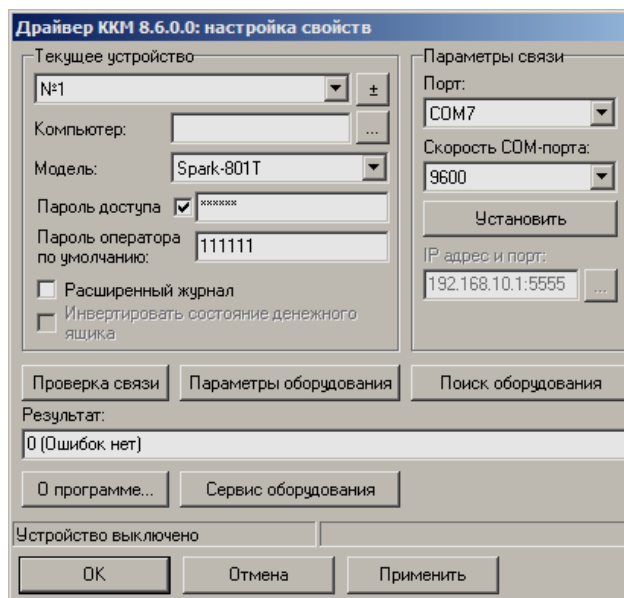 Драйвер ККМ 8.6.0.0: настройка свойств
Текущее устройство
№1
±
Компьютер:
...
Модель:
Spark-801T
Пароль доступа
******
Пароль оператора
по умолчанию:
111111
Расширенный журнал
Инвертировать состояние денежного
ящика
Параметры связи
Порт:
COM7
Скорость COM-порта:
9600
Установить
IP адрес и порт:
192.168.10.1:5555
...
Проверка связи
Параметры оборудования
Поиск оборудования
Результат:
0 (Ошибок нет)
О программе...
Сервис оборудования
Устройство выключено
OK
Отмена
Применить